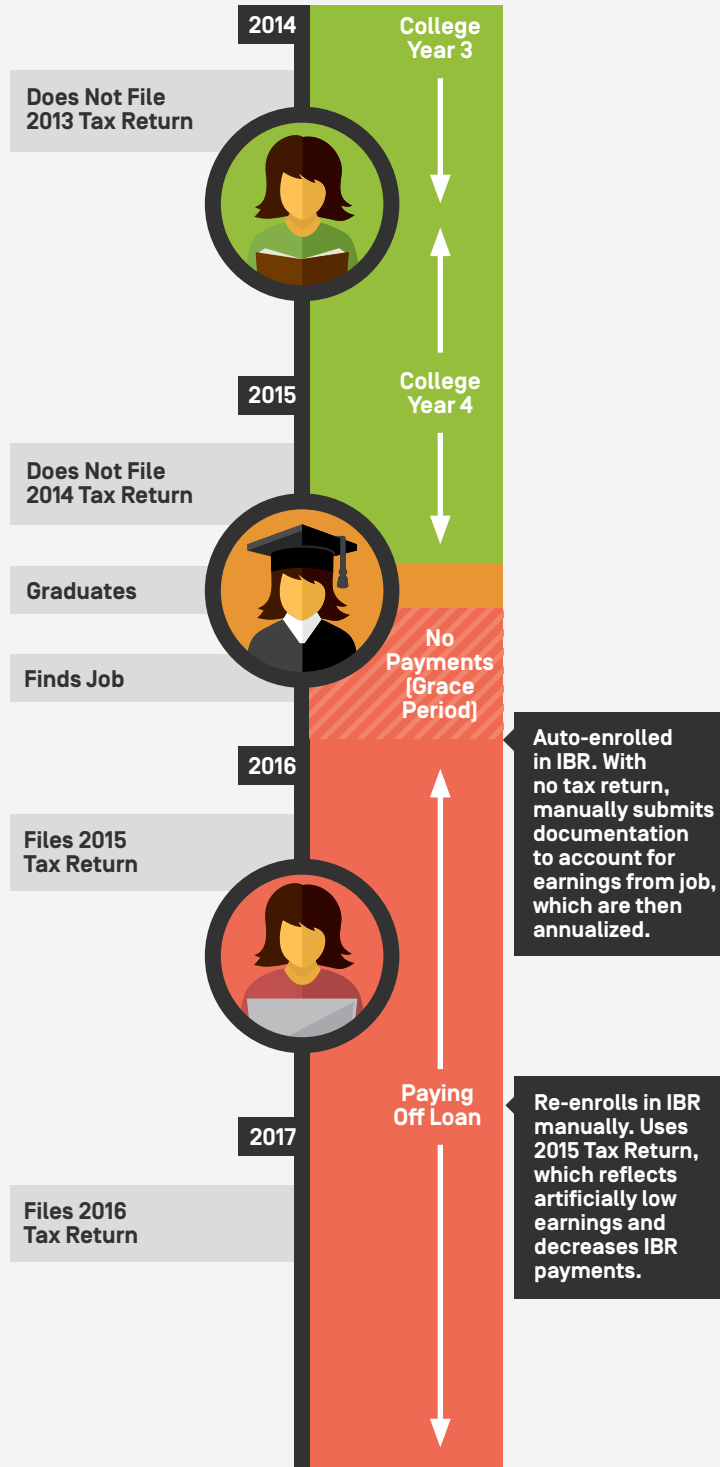 2014
College
Year 3
Does Not File
2013 Tax Return
2015
College
Year 4
Does Not File
2014 Tax Return
Graduates
No
Payments
(Grace
Period)
Finds Job
Auto-enrolled
in IBR. With
no tax return,
manually submits
documentation
to account for
earnings from job,
which are then
annualized.
2016
Files 2015
Tax Return
Paying
Off Loan
Re-enrolls in IBR
manually. Uses
2015 Tax Return,
which reflects
artificially low
earnings and
decreases IBR
payments.
2017
Files 2016
Tax Return